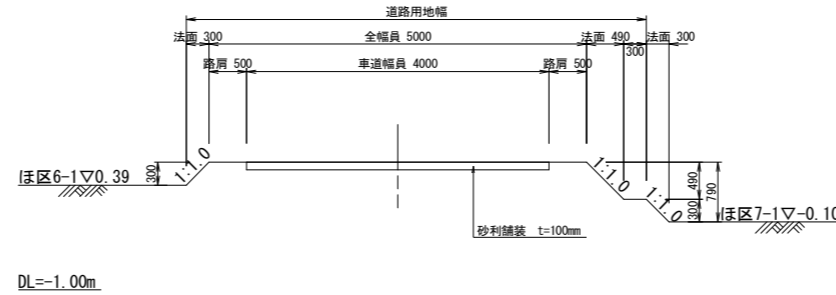 道路用地幅
法面 300
全幅員 5000
法面 490
法面 300
300
路肩 500
車道幅員 4000
路肩 500
ほ区6-1▽0.39
300
1:1.0
1:1.0
1:1.0
490
300
790
ほ区7-1▽-0.10
砂利舗装 t=100mm
DL=-1.00m